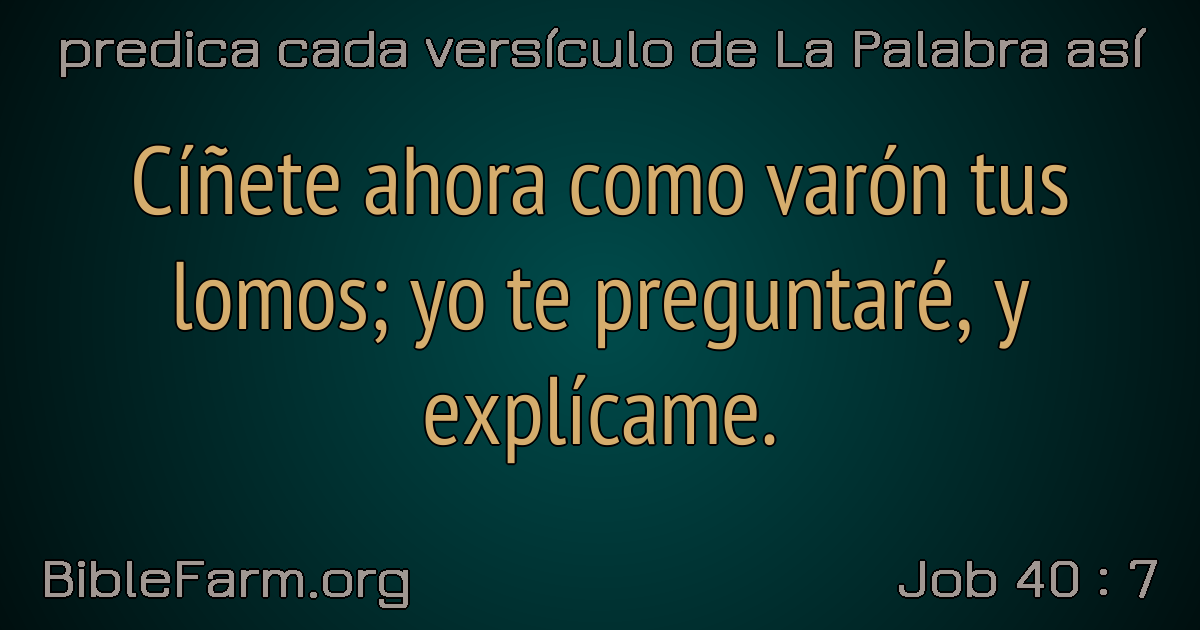 predica cada versículo de La Palabra así
Cíñete ahora como varón tus
lomos; yo te preguntaré, y
explícame.
BibleFarm.org
Job 40 : 7